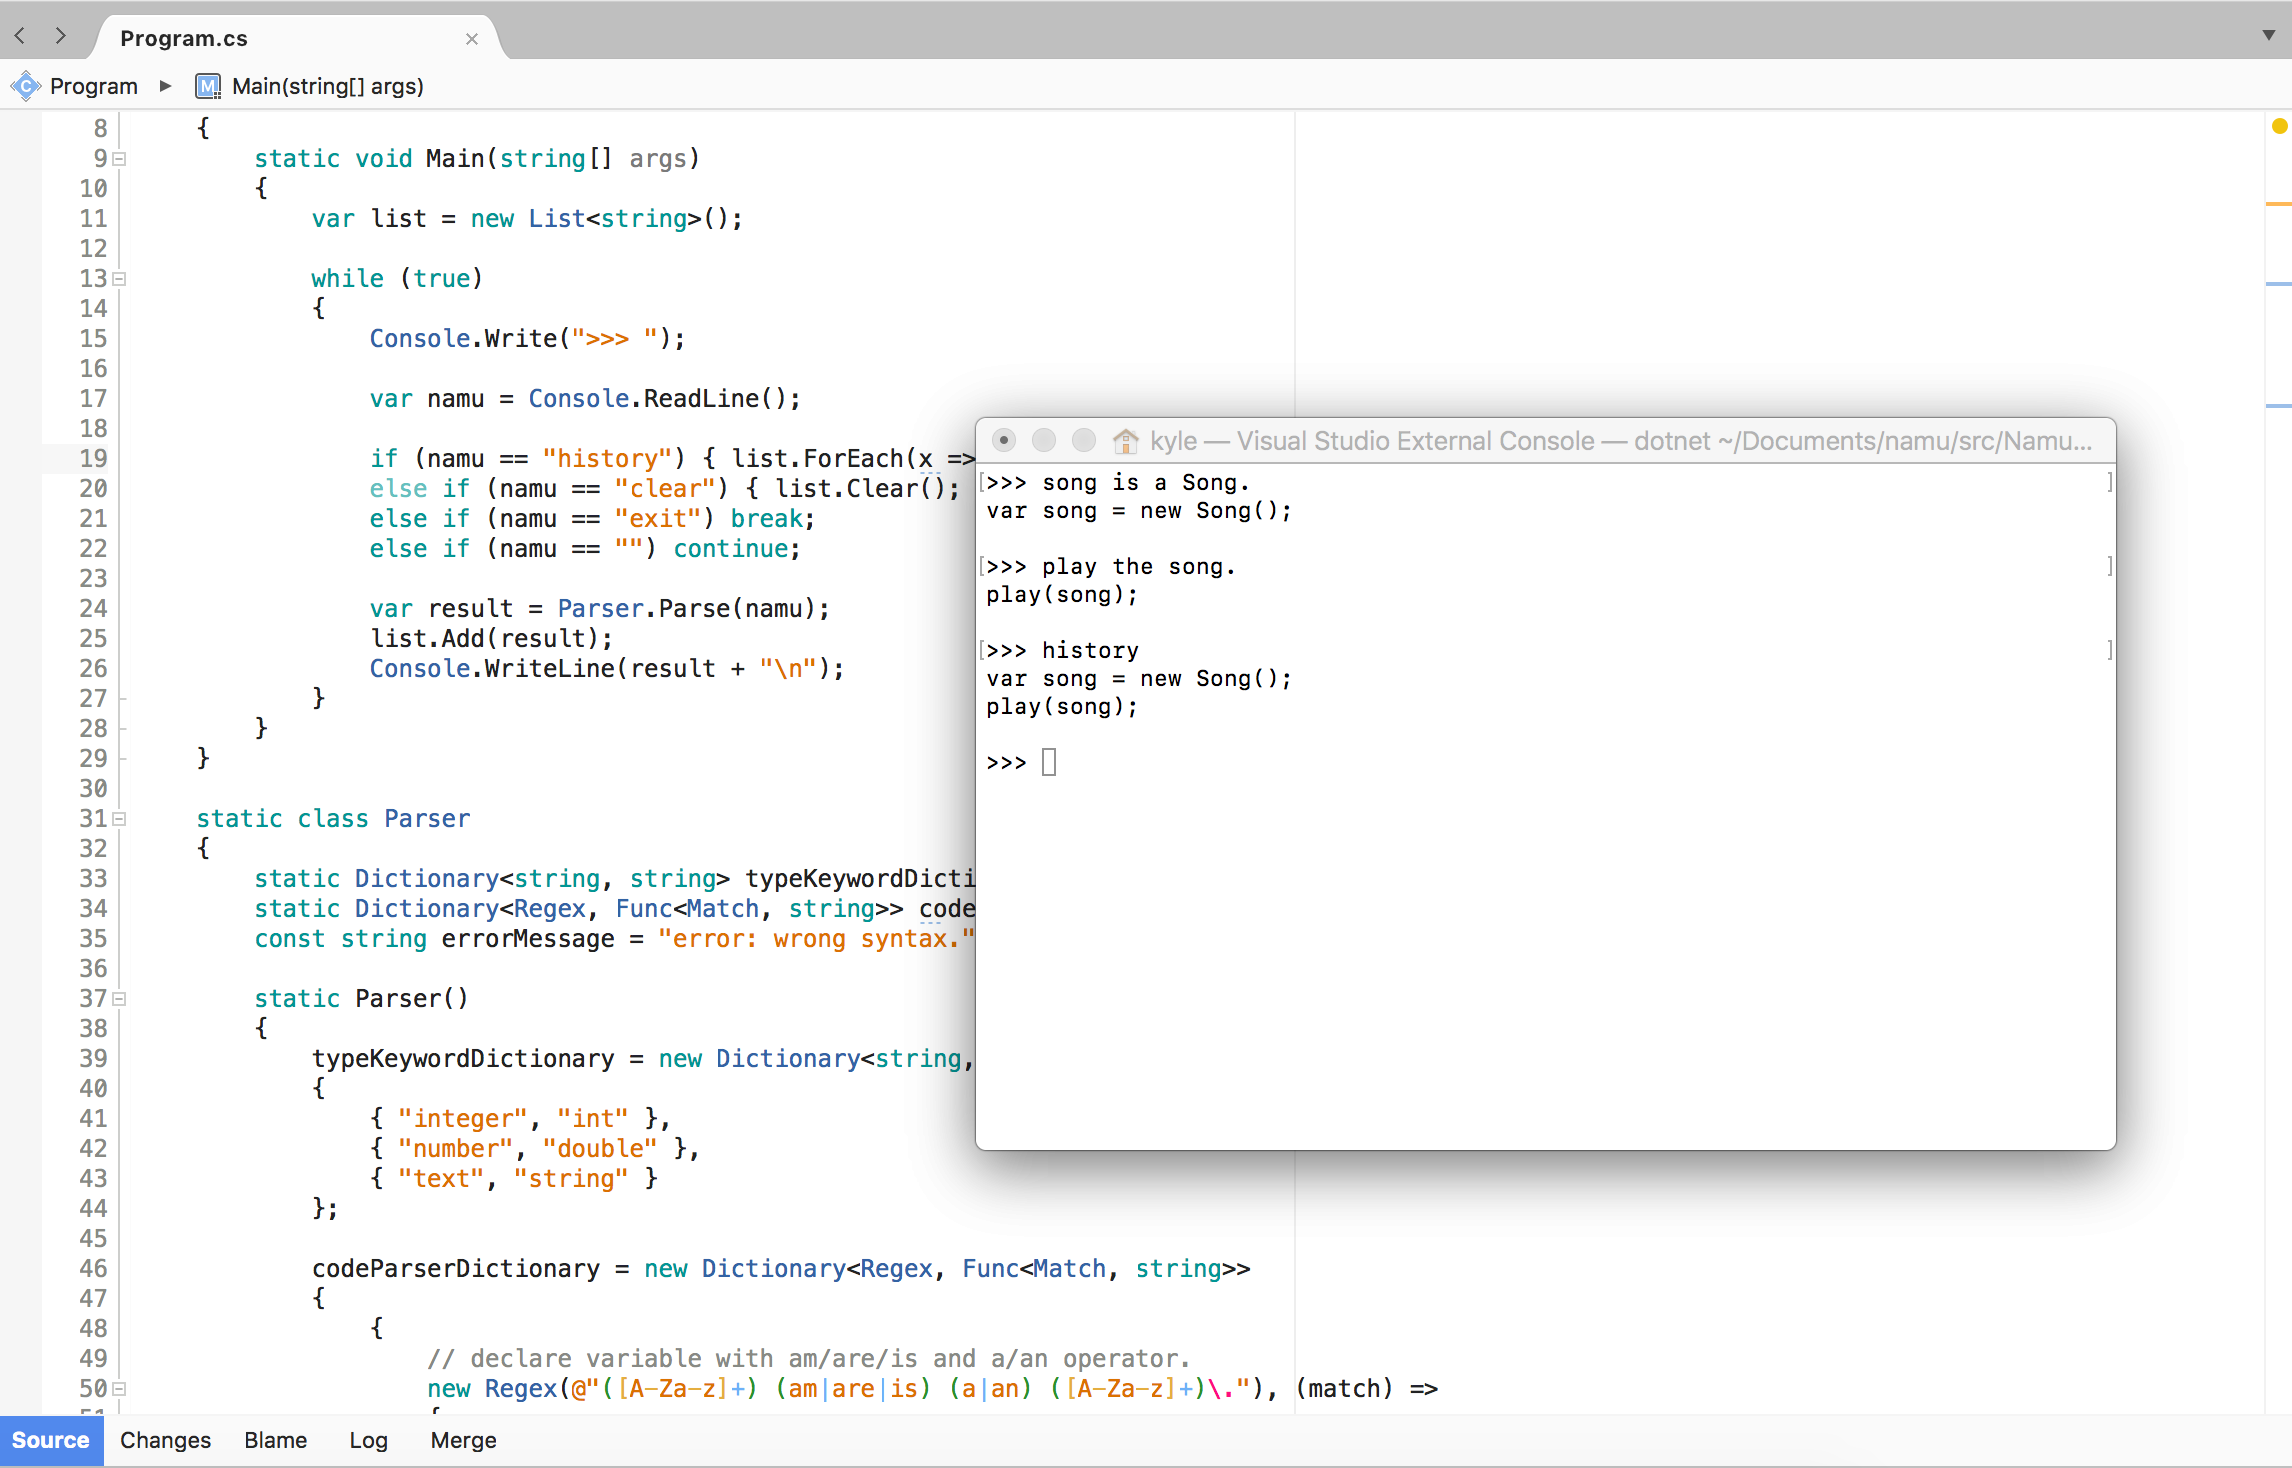 Program.cs
Program ▶ Main(string[] args)
8 {
9 static void Main(string[] args)
10 {
11 var list = new List<string>();
12
13 while (true)
14 {
15 Console.Write(">>> ");
16
17 var namu = Console.ReadLine();
18
19 if (namu == "history") { list.ForEach(x =>
20 else if (namu == "clear") { list.Clear();
21 else if (namu == "exit") break;
22 else if (namu == "") continue;
23
24 var result = Parser.Parse(namu);
25 list.Add(result);
26 Console.WriteLine(result + "\n");
27 }
28 }
29 }
30
31 static class Parser
32 {
33 static Dictionary<string, string> typeKeywordDicti
34 static Dictionary<Regex, Func<Match, string>> code
35 const string errorMessage = "error: wrong syntax."
36
37 static Parser()
38 {
39 typeKeywordDictionary = new Dictionary<string,
40 {
41 { "integer", "int" },
42 { "number", "double" },
43 { "text", "string" }
44 };
45
46 codeParserDictionary = new Dictionary<Regex, Func<Match, string>>
47 {
48 {
49 // declare variable with am/are/is and a/an operator.
50 new Regex(@"([A-Za-z]+) (am|are|is) (a|an) ([A-Za-z]+)\."), (match) =>
51 {
kyle — Visual Studio External Console — dotnet ~/Documents/namu/src/Namu...
[>>> song is a Song. ]
var song = new Song();
[>>> play the song. ]
play(song);
[>>> history ]
var song = new Song();
play(song);
>>>
Source Changes Blame Log Merge